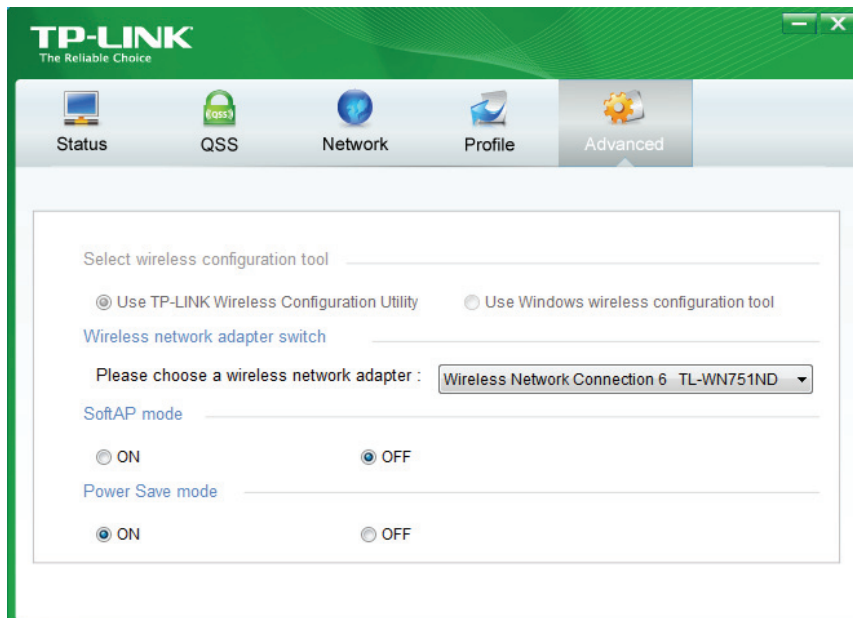 TP-LINK
The Reliable Choice
Status QSS Network Profile Advanced
Select wireless configuration tool
Use TP-LINK Wireless Configuration Utility Use Windows wireless configuration tool
Wireless network adapter switch
Please choose a wireless network adapter : Wireless Network Connection 6 TL-WN751ND
SoftAP mode
ON OFF
Power Save mode
ON OFF